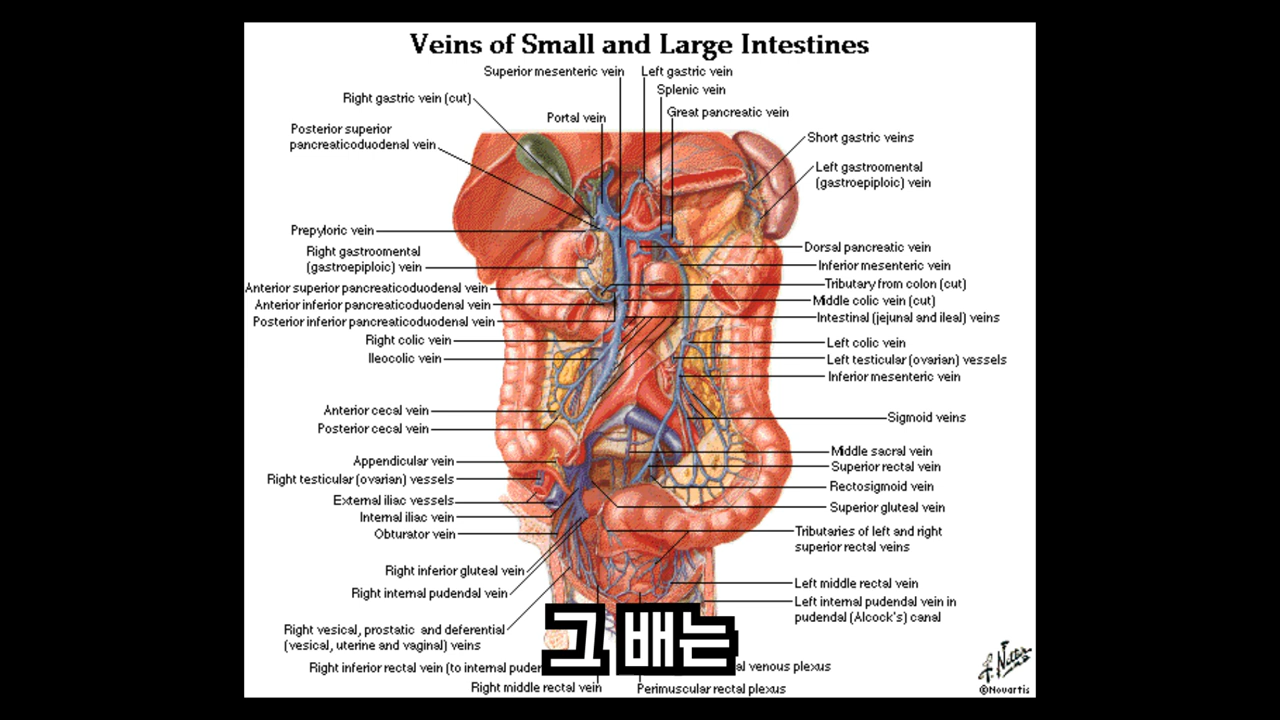 Veins of Small and Large Intestines
Superior mesenteric vein
Left gastric vein
Splenic vein
Right gastric vein (cut)
Portal vein
Great pancreatic vein
Posterior superior
pancreaticoduodenal vein
Short gastric veins
Left gastroomental
(gastroepiploic) vein
Prepyloric vein
Right gastroomental
(gastroepiploic) vein
Anterior superior pancreaticoduodenal vein
Anterior inferior pancreaticoduodenal vein
Posterior inferior pancreaticoduodenal vein
Right colic vein
Ileocolic vein
Dorsal pancreatic vein
Inferior mesenteric vein
Tributary from colon (cut)
Middle colic vein (cut)
Intestinal (jejunal and ileal) veins
Left colic vein
Left testicular (ovarian) vessels
Inferior mesenteric vein
Anterior cecal vein
Posterior cecal vein
Sigmoid veins
Appendicular vein
Right testicular (ovarian) vessels
External iliac vessels
Internal iliac vein
Obturator vein
Middle sacral vein
Superior rectal vein
Rectosigmoid vein
Superior gluteal vein
Tributaries of left and right
superior rectal veins
Right inferior gluteal vein
Right internal pudendal vein
Left middle rectal vein
Left internal pudendal vein in
pudendal (Alcock's) canal
Right vesical, prostatic and deferential
(vesical, uterine and vaginal) veins
그 배는
Right inferior rectal vein (to internal puden
al venous plexus
Right middle rectal vein
Perimuscular rectal plexus
©Novartis